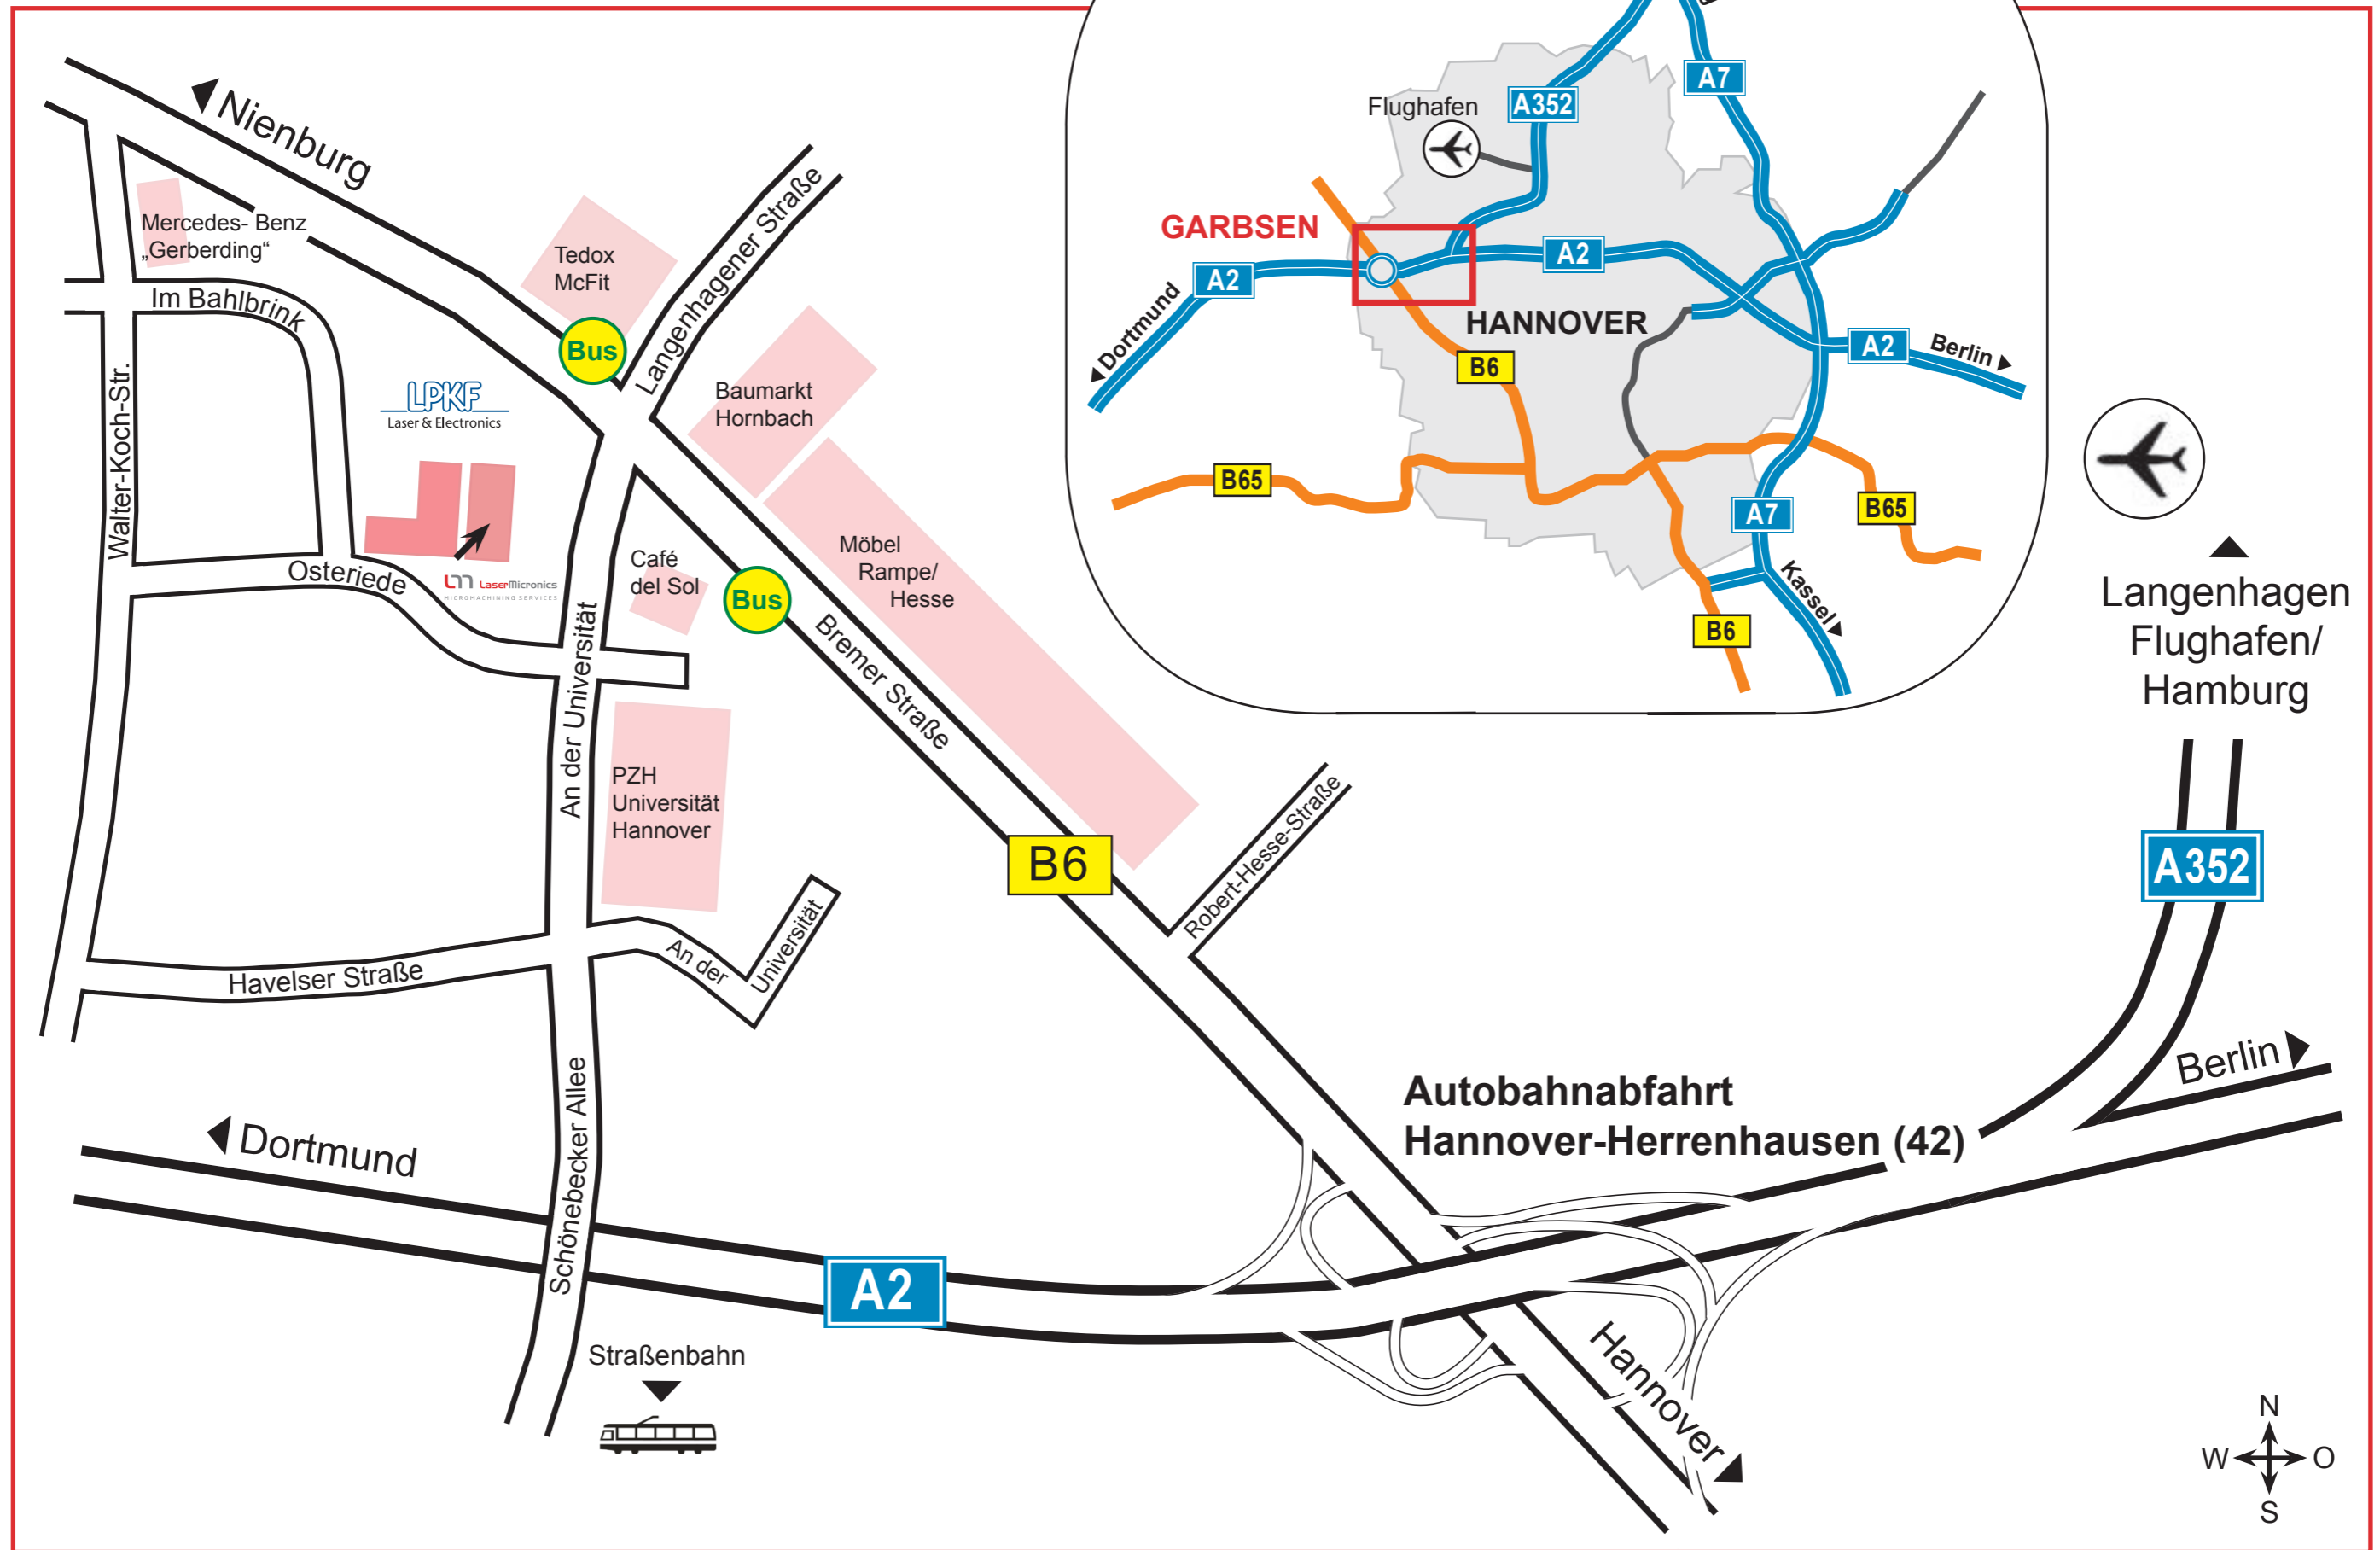 Nienburg
Mercedes- Benz
„Gerberding“
Im Bahlbrink
Walter-Koch-Str.
Tedox
McFit
Bus
Langenhagener Straße
LPKF
Laser & Electronics
Baumarkt
Hornbach
Osteriede
LaserMicronics
MICROMACHINING SERVICES
Café
del Sol
Bus
Möbel
Rampe/
Hesse
Bremer Straße
An der Universität
PZH
Universität
Hannover
B6
Robert-Hesse-Straße
Havelser Straße
An der
Universität
Schönebecker Allee
Dortmund
A2
Straßenbahn
Autobahnabfahrt
Hannover-Herrenhausen (42)
Hannover
Berlin
A352
Langenhagen
Flughafen/
Hamburg
Flughafen
A352
A7
GARBSEN
A2
A2
Dortmund
HANNOVER
B6
A2
Berlin
B65
A7
B65
Kassel
B6
N
W
O
S